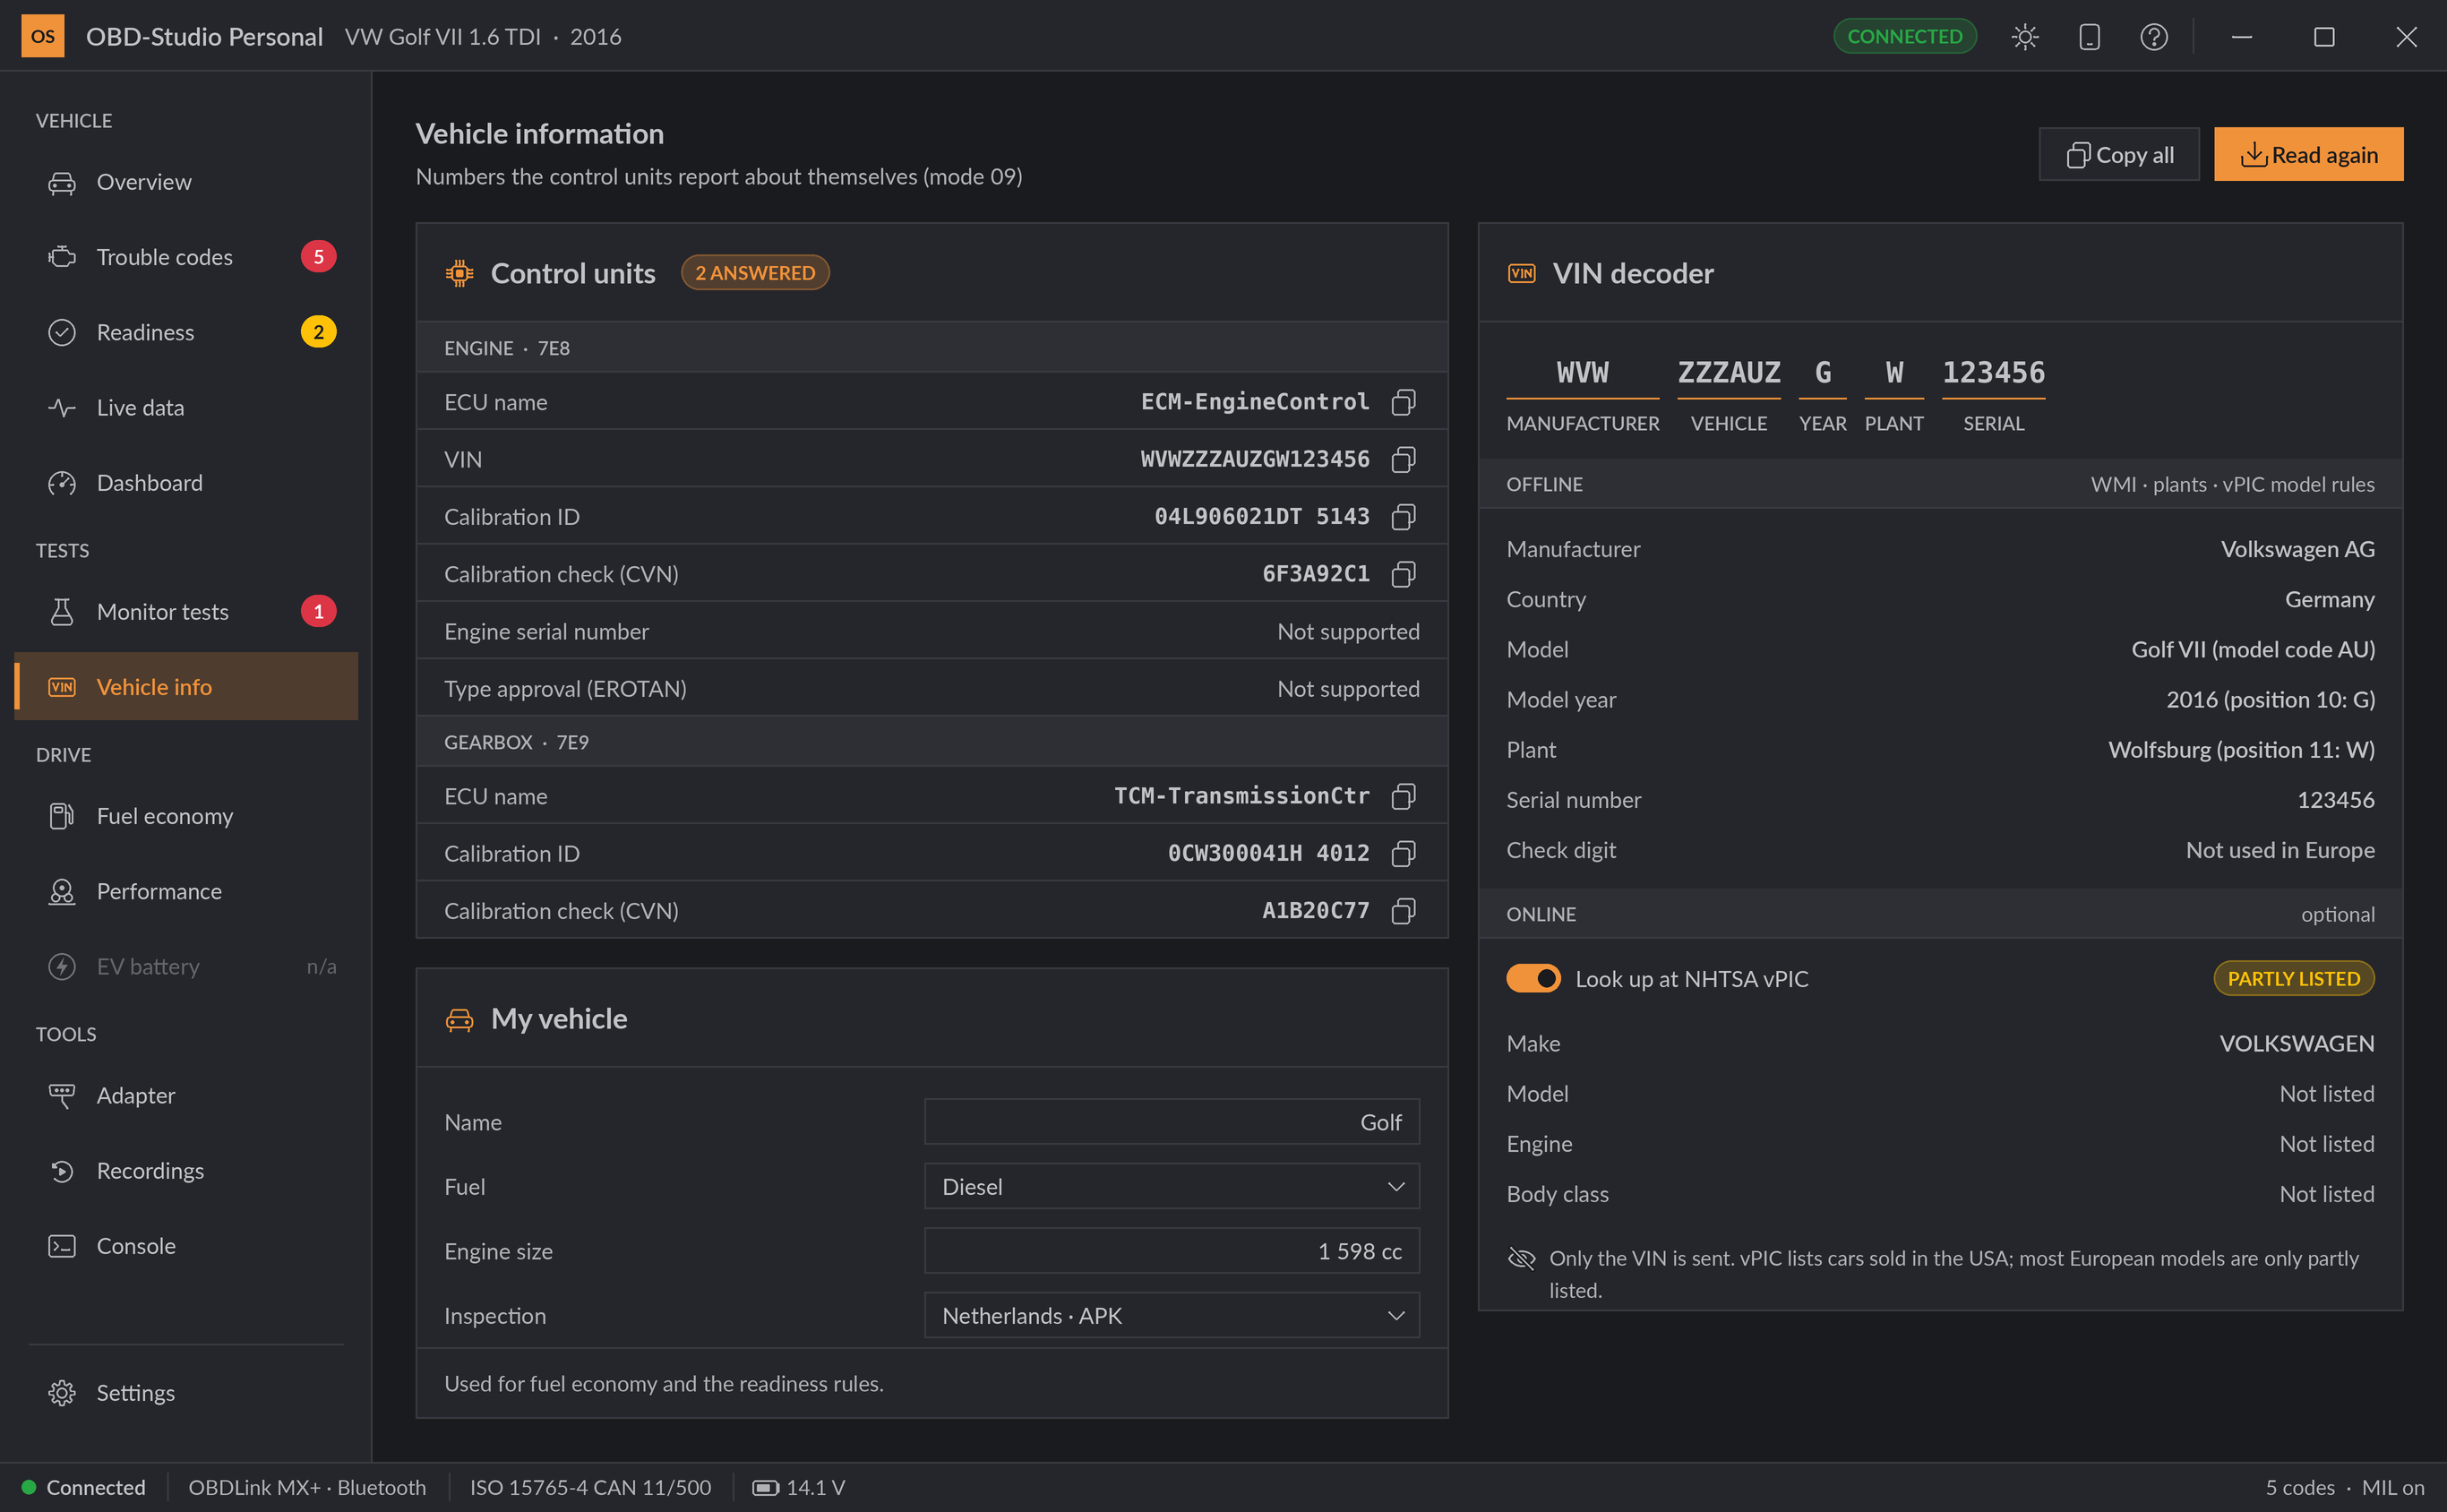 OS OBD-Studio Personal VW Golf VII 1.6 TDI · 2016 CONNECTED
VEHICLE
Overview
Trouble codes 5
Readiness 2
Live data
Dashboard
TESTS
Monitor tests 1
VIN Vehicle info
DRIVE
Fuel economy
Performance
EV battery n/a
TOOLS
Adapter
Recordings
Console
Settings
Vehicle information
Numbers the control units report about themselves (mode 09)
Copy all Read again
Control units 2 ANSWERED
ENGINE · 7E8
ECU name ECM-EngineControl
VIN WVWZZZAUZGW123456
Calibration ID 04L906021DT 5143
Calibration check (CVN) 6F3A92C1
Engine serial number Not supported
Type approval (EROTAN) Not supported
GEARBOX · 7E9
ECU name TCM-TransmissionCtr
Calibration ID 0CW300041H 4012
Calibration check (CVN) A1B20C77
My vehicle
Name Golf
Fuel Diesel
Engine size 1 598 cc
Inspection Netherlands · APK
Used for fuel economy and the readiness rules.
VIN VIN decoder
WVW ZZZAUZ G W 123456
MANUFACTURER VEHICLE YEAR PLANT SERIAL
OFFLINE WMI · plants · vPIC model rules
Manufacturer Volkswagen AG
Country Germany
Model Golf VII (model code AU)
Model year 2016 (position 10: G)
Plant Wolfsburg (position 11: W)
Serial number 123456
Check digit Not used in Europe
ONLINE optional
Look up at NHTSA vPIC PARTLY LISTED
Make VOLKSWAGEN
Model Not listed
Engine Not listed
Body class Not listed
Only the VIN is sent. vPIC lists cars sold in the USA; most European models are only partly
listed.
Connected OBDLink MX+ · Bluetooth ISO 15765-4 CAN 11/500 14.1 V 5 codes · MIL on